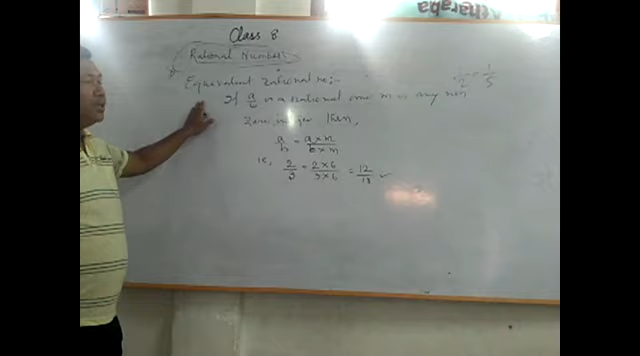 Class 8
Rational Numbers
Equivalent rational no:-
If a/b is a rational and m is any non
Zero integer then,
a/b = a×m/b×m
ie, 2/3 = 2×6/3×6 = 12/18 ✓